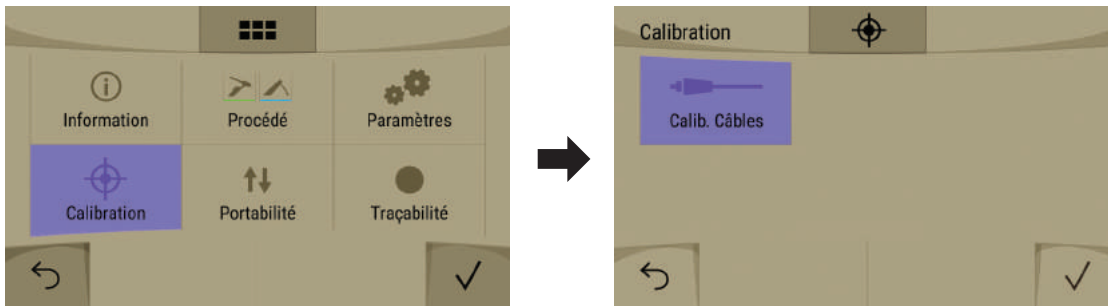 Information
Procédé
Paramètres
Calibration
Portabilité
Traçabilité
Calibration
Calib. Câbles